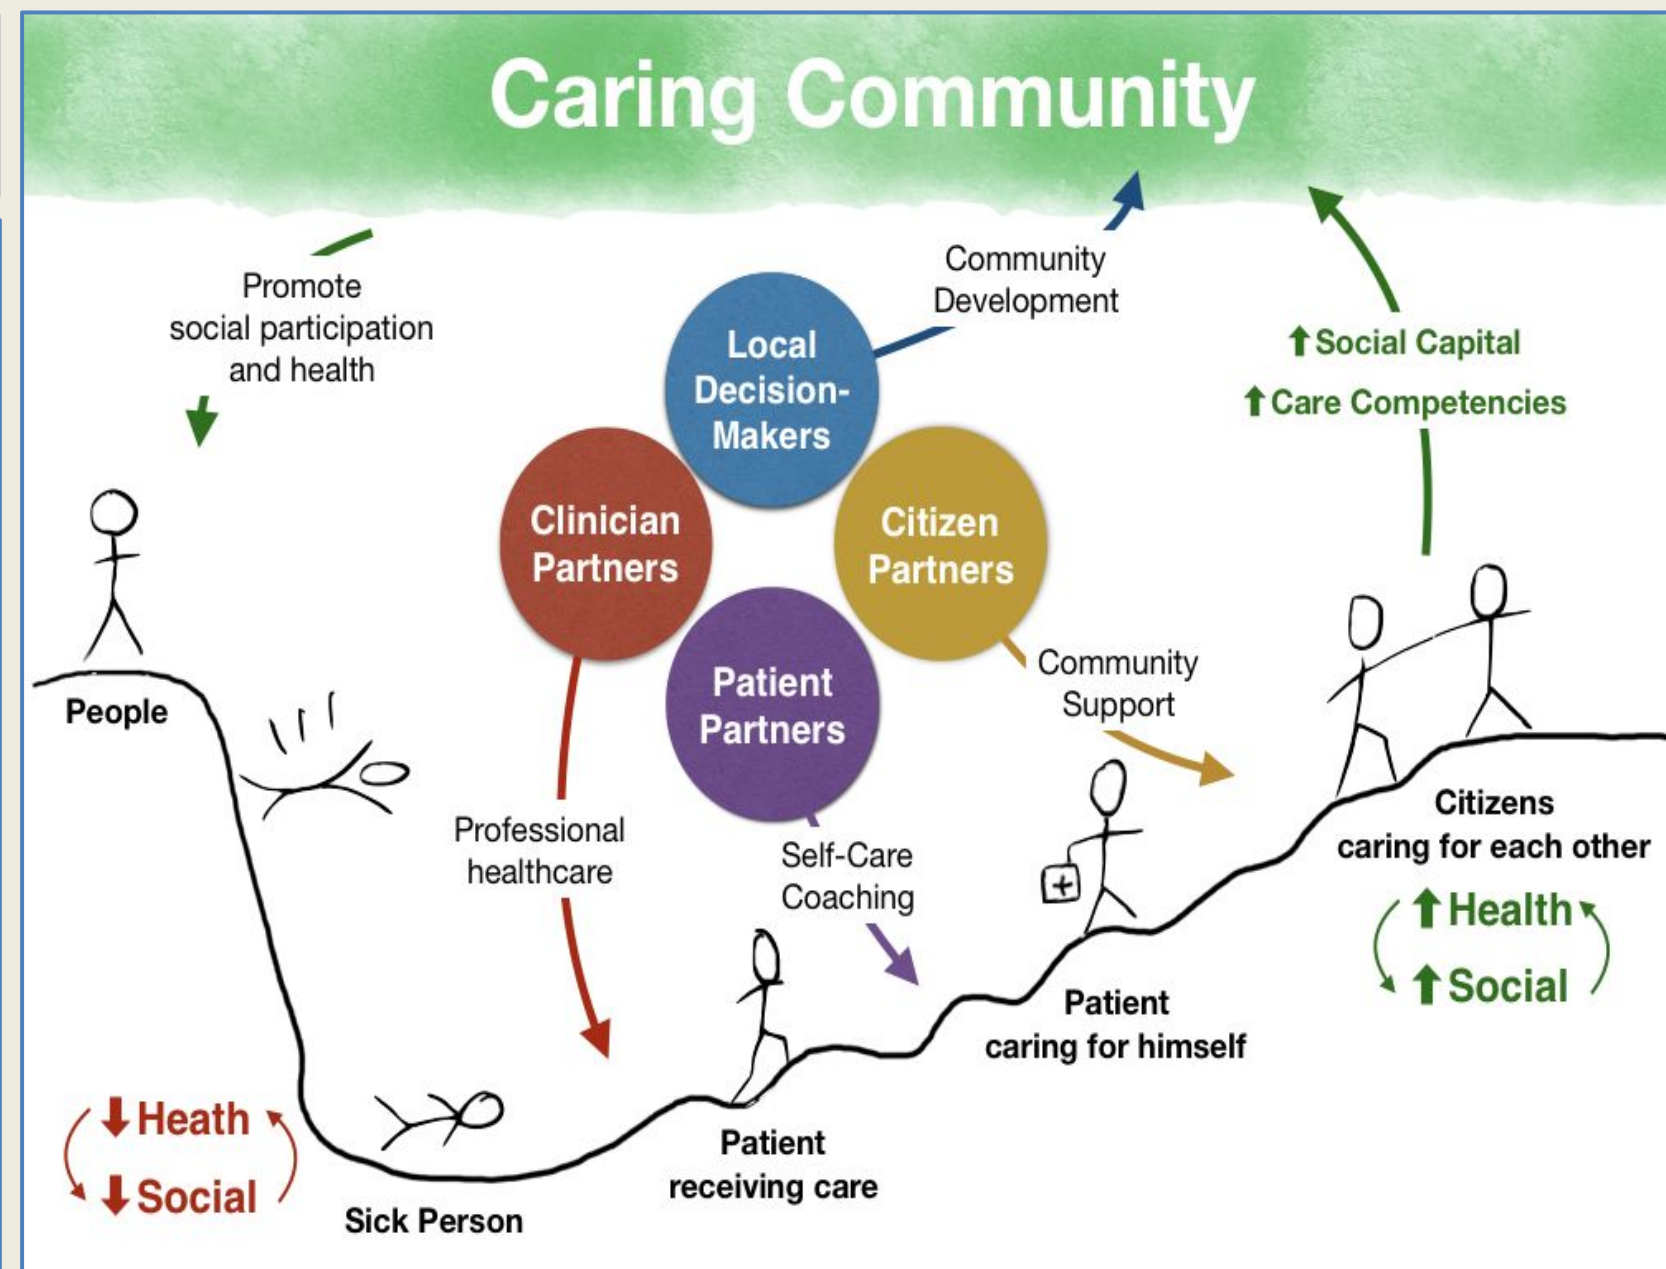 Caring Community
Promote
social participation
and health
Community
Development
Local
Decision-
Makers
Social Capital
Care Competencies
Clinician
Partners
Citizen
Partners
Patient
Partners
Community
Support
People
Professional
healthcare
Self-Care
Coaching
Citizens
caring for each other
Health
Social
Patient
caring for himself
Heath
Social
Sick Person
Patient
receiving care